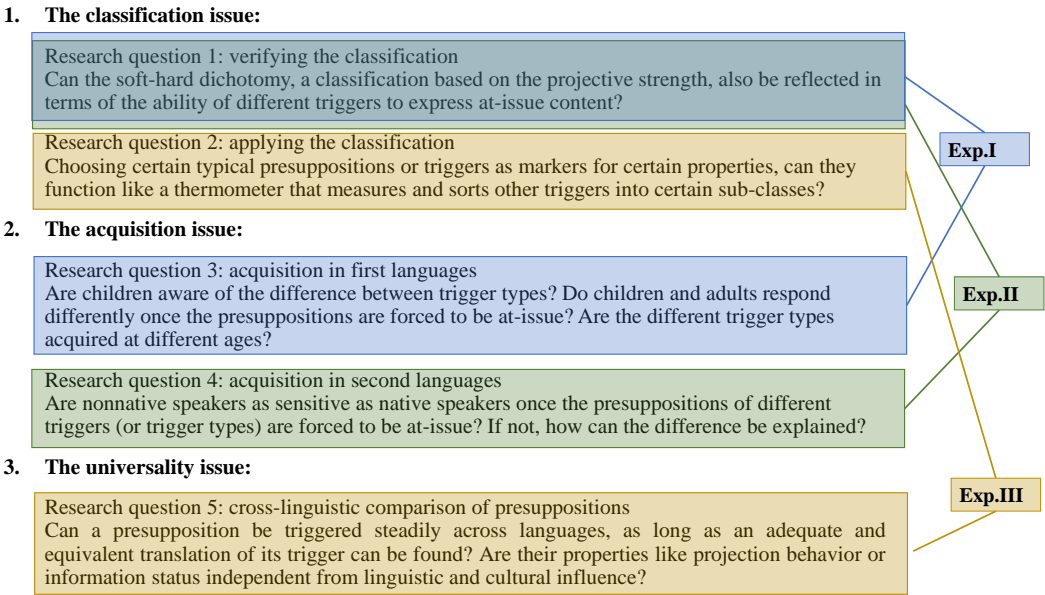 1. The classification issue:
Research question 1: verifying the classification
Can the soft-hard dichotomy, a classification based on the projective strength, also be reflected in
terms of the ability of different triggers to express at-issue content?
Research question 2: applying the classification
Choosing certain typical presuppositions or triggers as markers for certain properties, can they
function like a thermometer that measures and sorts other triggers into certain sub-classes?
Exp.I
2. The acquisition issue:
Research question 3: acquisition in first languages
Are children aware of the difference between trigger types? Do children and adults respond
differently once the presuppositions are forced to be at-issue? Are the different trigger types
acquired at different ages?
Exp.II
Research question 4: acquisition in second languages
Are nonnative speakers as sensitive as native speakers once the presuppositions of different
triggers (or trigger types) are forced to be at-issue? If not, how can the difference be explained?
3. The universality issue:
Exp.III
Research question 5: cross-linguistic comparison of presuppositions
Can a presupposition be triggered steadily across languages, as long as an adequate and
equivalent translation of its trigger can be found? Are their properties like projection behavior or
information status independent from linguistic and cultural influence?